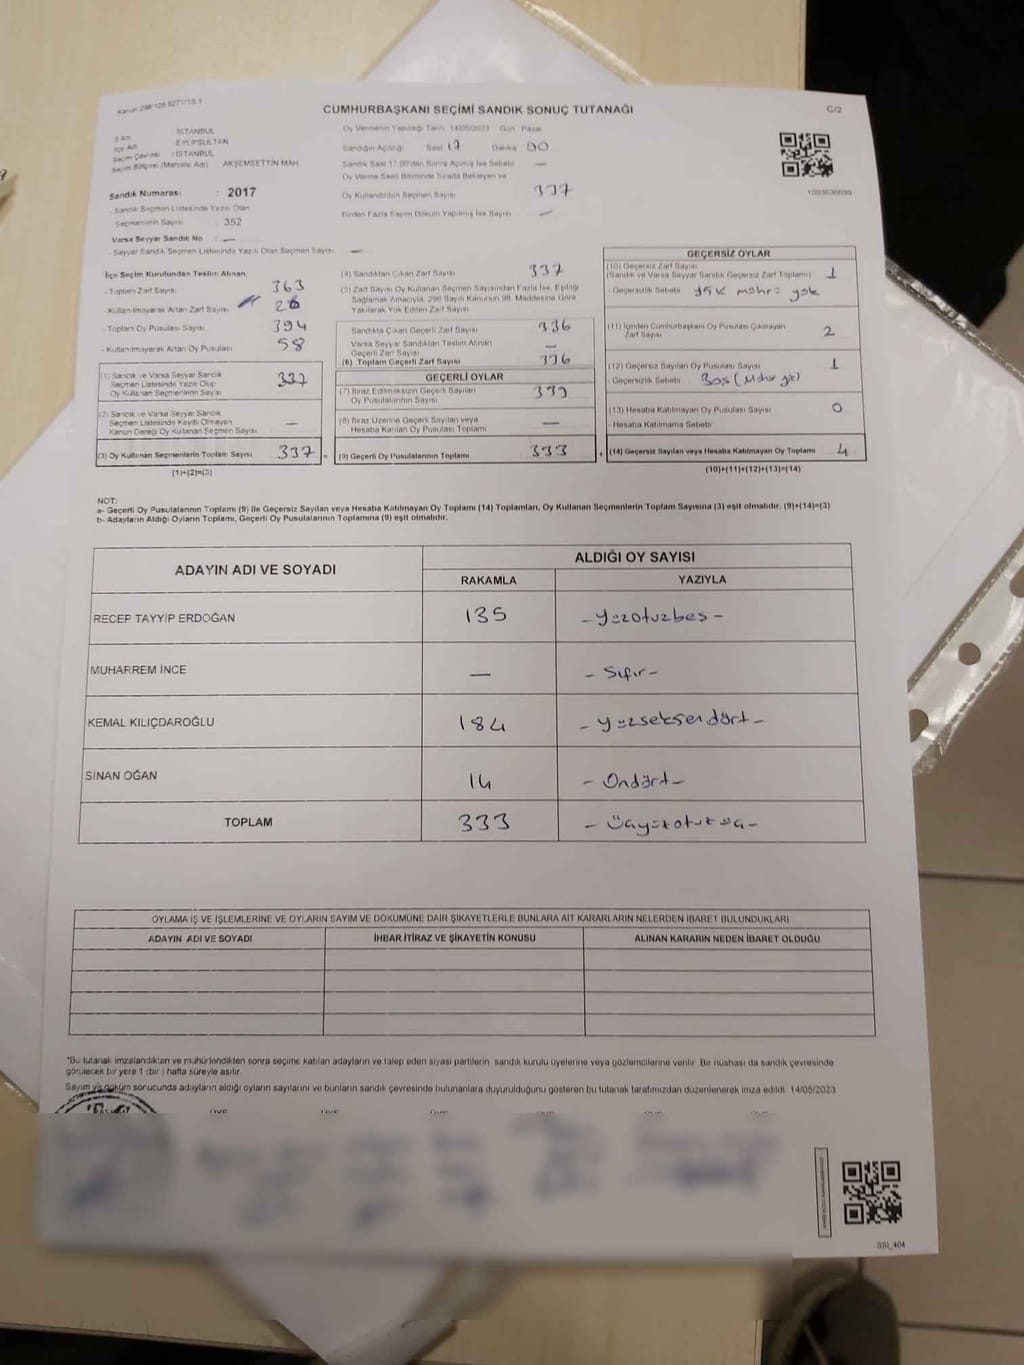 Kanun 298/126 6271/18.1
CUMHURBAŞKANI SEÇİMİ SANDIK SONUÇ TUTANAĞI
C/2
İl Adı : İSTANBUL
İlçe Adı : EYÜPSULTAN
Seçim Çevresi : İSTANBUL
Seçim Bölgesi (Mahalle Adı) AKŞEMSETTİN MAH
Sandık Numarası : 2017
- Sandık Seçmen Listesinde Yazılı Olan
Seçmenlerin Sayısı : 352
Varsa Seyyar Sandık No : —
- Seyyar Sandık Seçmen Listesinde Yazılı Olan Seçmen Sayısı —
Oy Vermenin Yapıldığı Tarih 14/05/2023 Gün Pazar
Sandığın Açıldığı Saat 17 Dakika 00
Sandık Saat 17.00'den Sonra Açılmış İse Sebebi —
Oy Verme Saati Bitiminde Sırada Bekleyen ve
Oy Kullandırılan Seçmen Sayısı 337
Birden Fazla Sayım Döküm Yapılmış İse Sayısı —
İlçe Seçim Kurulundan Teslim Alınan;
- Toplam Zarf Sayısı 363
- Kullanılmayarak Artan Zarf Sayısı 26
- Toplam Oy Pusulası Sayısı 394
- Kullanılmayarak Artan Oy Pusulası 58
(1) Sandık ve Varsa Seyyar Sandık
Seçmen Listesinde Yazılı Olup
Oy Kullanan Seçmenlerin Sayısı 337
(2) Sandık ve Varsa Seyyar Sandık
Seçmen Listesinde Kayıtlı Olmayan
Kanun Gereği Oy Kullanan Seçmen Sayısı —
(3) Oy Kullanan Seçmenlerin Toplam Sayısı 337
(1)+(2)=(3)
(4) Sandıktan Çıkan Zarf Sayısı 337
(5) Zarf Sayısı Oy Kullanan Seçmen Sayısından Fazla İse, Eşitliği
Sağlamak Amacıyla, 298 Sayılı Kanunun 98. Maddesine Göre
Yakılarak Yok Edilen Zarf Sayısı
Sandıkta Çıkan Geçerli Zarf Sayısı 336
Varsa Seyyar Sandıktan Teslim Alınan
Geçerli Zarf Sayısı —
(6) Toplam Geçerli Zarf Sayısı 336
GEÇERLİ OYLAR
(7) İtiraz Edilmeksizin Geçerli Sayılan
Oy Pusulalarının Sayısı 333
(8) İtiraz Üzerine Geçerli Sayılan veya
Hesaba Katılan Oy Pusulası Toplamı —
(9) Geçerli Oy Pusulalarının Toplamı 333
GEÇERSİZ OYLAR
(10) Geçersiz Zarf Sayısı
(Sandık ve Varsa Seyyar Sandık Geçersiz Zarf Toplamı) 1
- Geçersizlik Sebebi YSK mührü yok
(11) İçinden Cumhurbaşkanı Oy Pusulası Çıkmayan
Zarf Sayısı 2
(12) Geçersiz Sayılan Oy Pusulası Sayısı 1
- Geçersizlik Sebebi Boş
(13) Hesaba Katılmayan Oy Pusulası Sayısı 0
- Hesaba Katılmama Sebebi
(14) Geçersiz Sayılan veya Hesaba Katılmayan Oy Toplamı 4
(10)+(11)+(12)+(13)=(14)
NOT:
a- Geçerli Oy Pusulalarının Toplamı (9) ile Geçersiz Sayılan veya Hesaba Katılmayan Oy Toplamı (14) Toplamları, Oy Kullanan Seçmenlerin Toplam Sayısına (3) eşit olmalıdır. (9)+(14)=(3)
b- Adayların Aldığı Oyların Toplamı, Geçerli Oy Pusulalarının Toplamına (9) eşit olmalıdır.
ADAYIN ADI VE SOYADI
ALDIĞI OY SAYISI
RAKAMLA YAZIYLA
RECEP TAYYİP ERDOĞAN 135 - Yüzotuzbeş -
MUHARREM İNCE — - Sıfır -
KEMAL KILIÇDAROĞLU 184 - Yüzseksendört -
SİNAN OĞAN 14 - Ondört -
TOPLAM 333 - Üçyüzotuzüç -
OYLAMA İŞ VE İŞLEMLERİNE VE OYLARIN SAYIM VE DÖKÜMÜNE DAİR ŞİKAYETLERLE BUNLARA AİT KARARLARIN NELERDEN İBARET BULUNDUKLARI
ADAYIN ADI VE SOYADI İHBAR İTİRAZ VE ŞİKAYETİN KONUSU ALINAN KARARIN NEDEN İBARET OLDUĞU
*Bu tutanak imzalandıktan ve mühürlendikten sonra seçime katılan adayların ve talep eden siyasi partilerin sandık kurulu üyelerine veya gözlemcilerine verilir. Bir nüshası da sandık çevresinde
görülecek bir yere 1 (bir) hafta süreyle asılır.
Sayım ve döküm sonucunda adayların aldığı oyların sayılarını ve bunların sandık çevresinde bulunanlara duyurulduğunu gösteren bu tutanak tarafımızdan düzenlenerek imza edildi. 14/05/2023
SSI_404